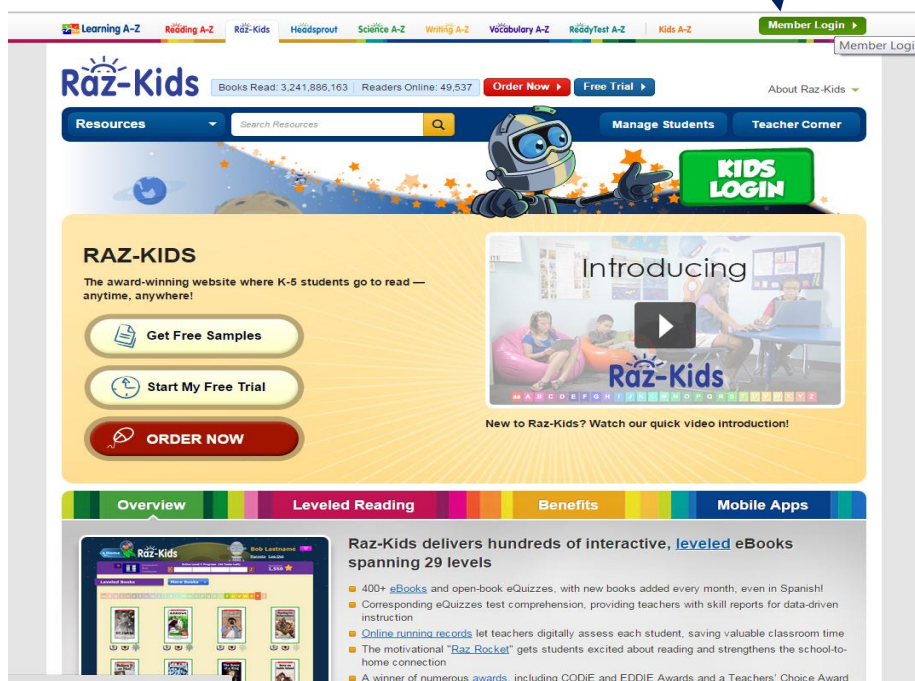 Learning A-Z Reading A-Z Raz-Kids Headsprout Science A-Z Writing A-Z Vocabulary A-Z ReadyTest A-Z Kids A-Z Member Login
Member Logi
Raz-Kids Books Read: 3,241,886,163 Readers Online: 49,537 Order Now Free Trial About Raz-Kids
Resources Search Resources Manage Students Teacher Corner
KIDS
LOGIN
RAZ-KIDS
The award-winning website where K-5 students go to read —
anytime, anywhere!
Get Free Samples
Start My Free Trial
ORDER NOW
Introducing
Raz-Kids
New to Raz-Kids? Watch our quick video introduction!
Overview Leveled Reading Benefits Mobile Apps
Raz-Kids
Bob Lastname
Leveled Books More Books
Raz-Kids delivers hundreds of interactive, leveled eBooks
spanning 29 levels
400+ eBooks and open-book eQuizzes, with new books added every month, even in Spanish!
Corresponding eQuizzes test comprehension, providing teachers with skill reports for data-driven
instruction
Online running records let teachers digitally assess each student, saving valuable classroom time
The motivational "Raz Rocket" gets students excited about reading and strengthens the school-to-
home connection
A winner of numerous awards, including CODiE and EDDIE Awards and a Teachers' Choice Award